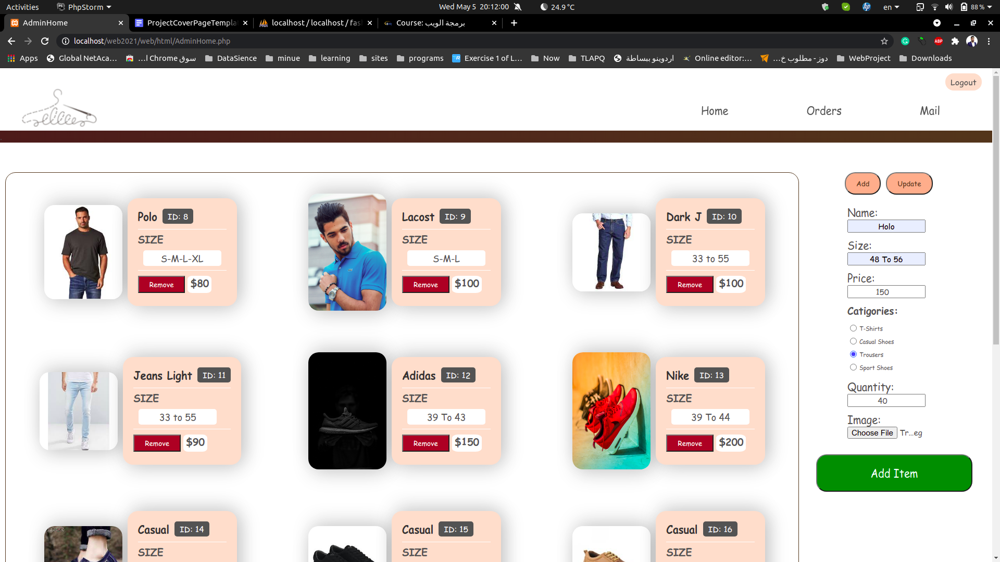 Activities PhpStorm Wed May 5 20:12:00 24.9 °C en 88 %
AdminHome ProjectCoverPageTempla localhost / localhost / fas Course: برمجة الويب
localhost/web2021/web/html/AdminHome.php
Apps Global NetAca... سوق Chrome ا... DataSience minue learning sites programs Exercise 1 of L... Now TLAPQ اردوينو ببساطة Online editor:... دوز - مطلوب خ... WebProject Downloads
Logout
Home Orders Mail
Add Update
Polo ID: 8
SIZE
S-M-L-XL
Remove $80
Lacost ID: 9
SIZE
S-M-L
Remove $100
Dark J ID: 10
SIZE
33 to 55
Remove $100
Jeans Light ID: 11
SIZE
33 to 55
Remove $90
Adidas ID: 12
SIZE
39 To 43
Remove $150
Nike ID: 13
SIZE
39 To 44
Remove $200
Casual ID: 14
SIZE
Casual ID: 15
SIZE
Casual ID: 16
SIZE
Name:
Holo
Size:
48 To 56
Price:
150
Catigories:
T-Shirts
Casual Shoes
Trousers
Sport Shoes
Quantity:
40
Image:
Choose File Tr...eg
Add Item